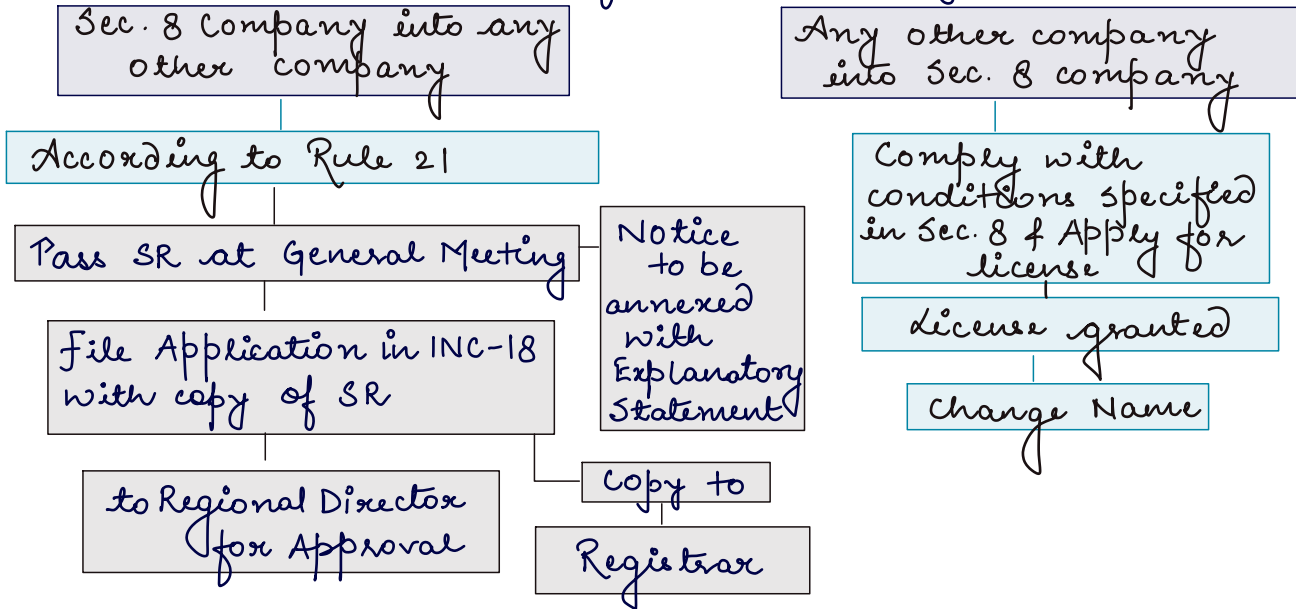 Sec. 8 Company into any
other company
According to Rule 21
Pass SR at General Meeting
Notice
to be
annexed
with
Explanatory
Statement
File Application in INC-18
with copy of SR
to Regional Director
for Approval
Copy to
Registrar
Any other company
into Sec. 8 company
Comply with
conditions specified
in Sec. 8 & Apply for
license
License granted
Change Name